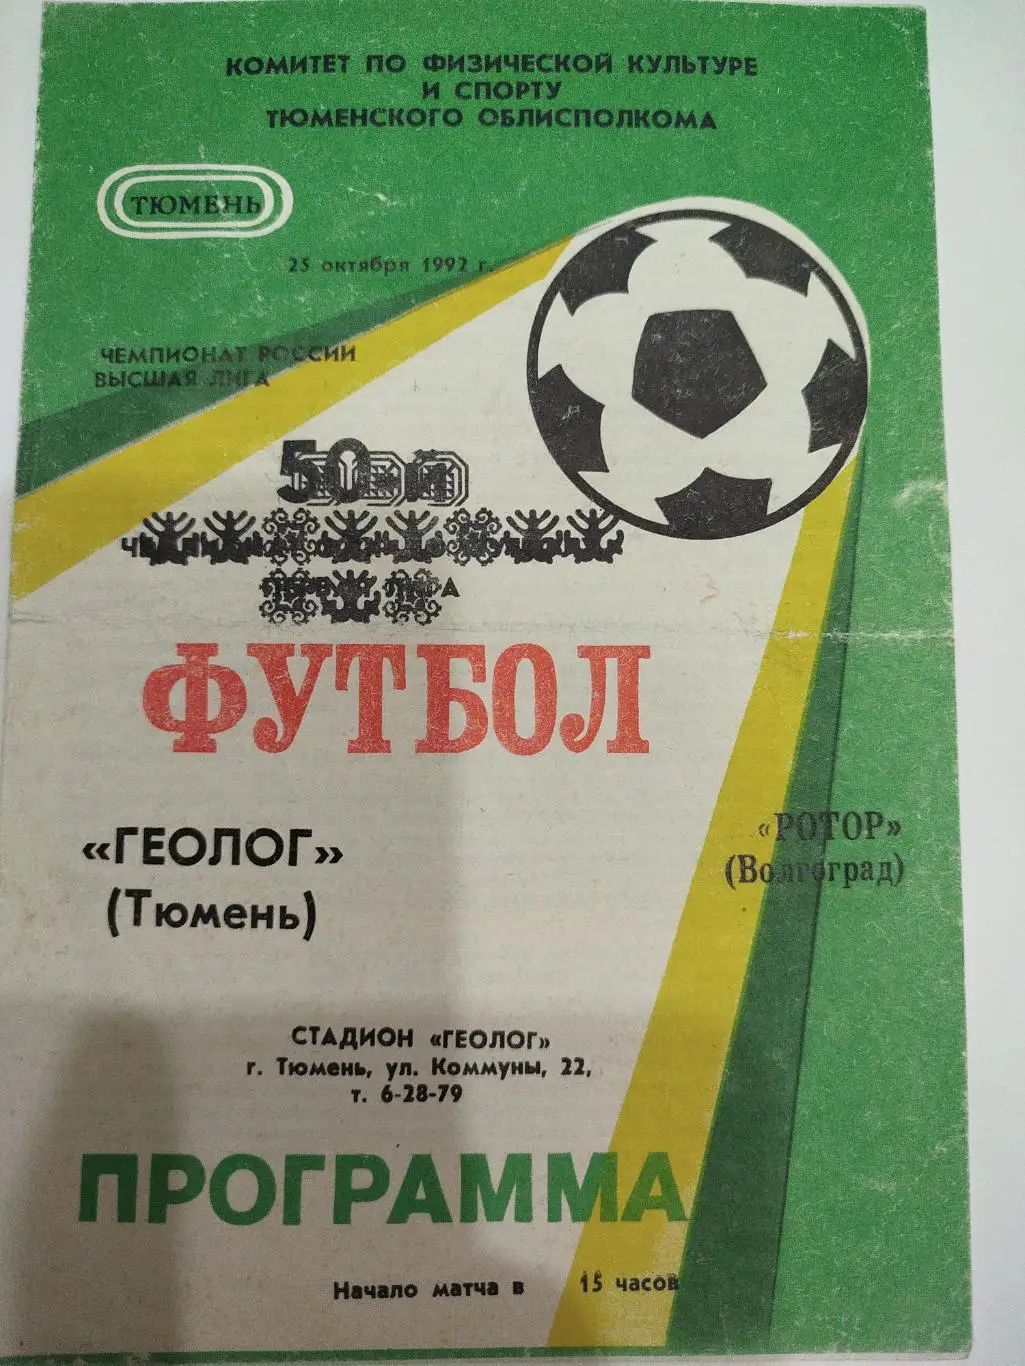 КОМИТЕТ ПО ФИЗИЧЕСКОЙ КУЛЬТУРЕ
И СПОРТУ
ТЮМЕНСКОГО ОБЛИСПОЛКОМА
ТЮМЕНЬ
25 октября 1992 г.
ЧЕМПИОНАТ РОССИИ
ВЫСШАЯ ЛИГА
50-й
ФУТБОЛ
«ГЕОЛОГ»
(Тюмень)
«РОТОР»
(Волгоград)
СТАДИОН «ГЕОЛОГ»
г. Тюмень, ул. Коммуны, 22,
т. 6-28-79
ПРОГРАММА
Начало матча в 15 часов